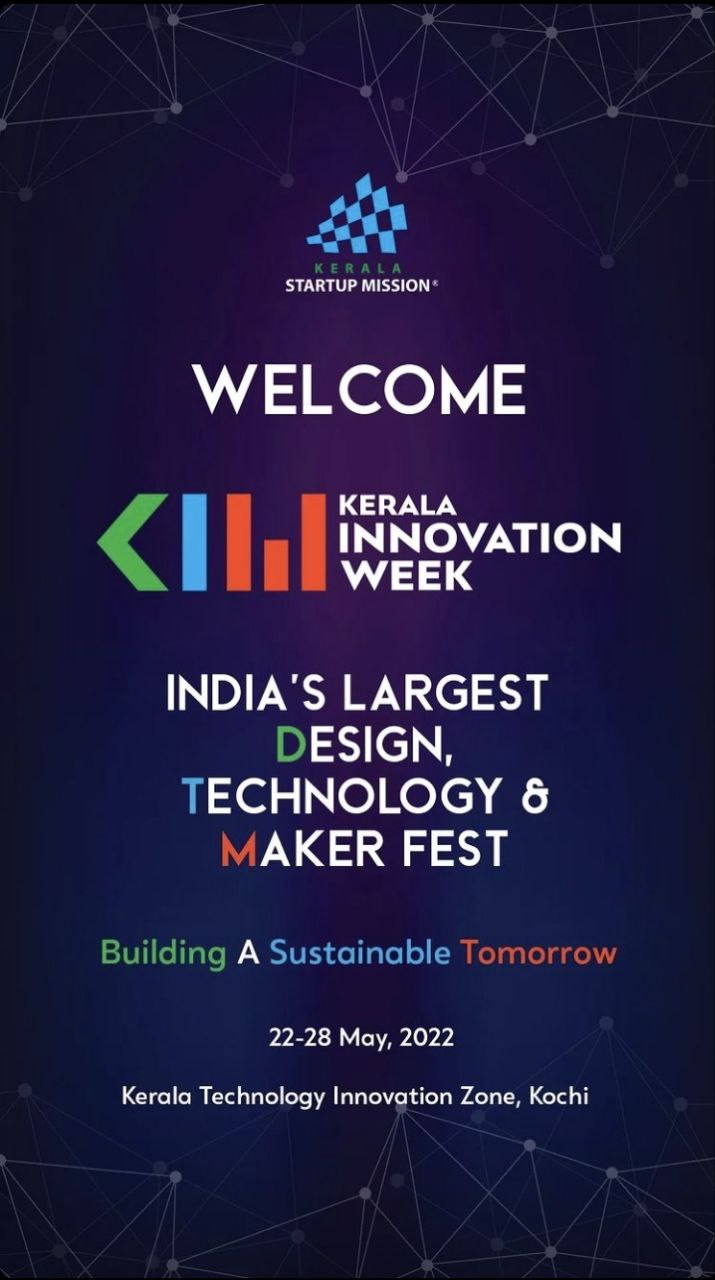 KERALA
STARTUP MISSION®
WELCOME
KIW
KERALA
INNOVATION
WEEK
INDIA'S LARGEST
DESIGN,
TECHNOLOGY &
MAKER FEST
Building A Sustainable Tomorrow
22-28 May, 2022
Kerala Technology Innovation Zone, Kochi